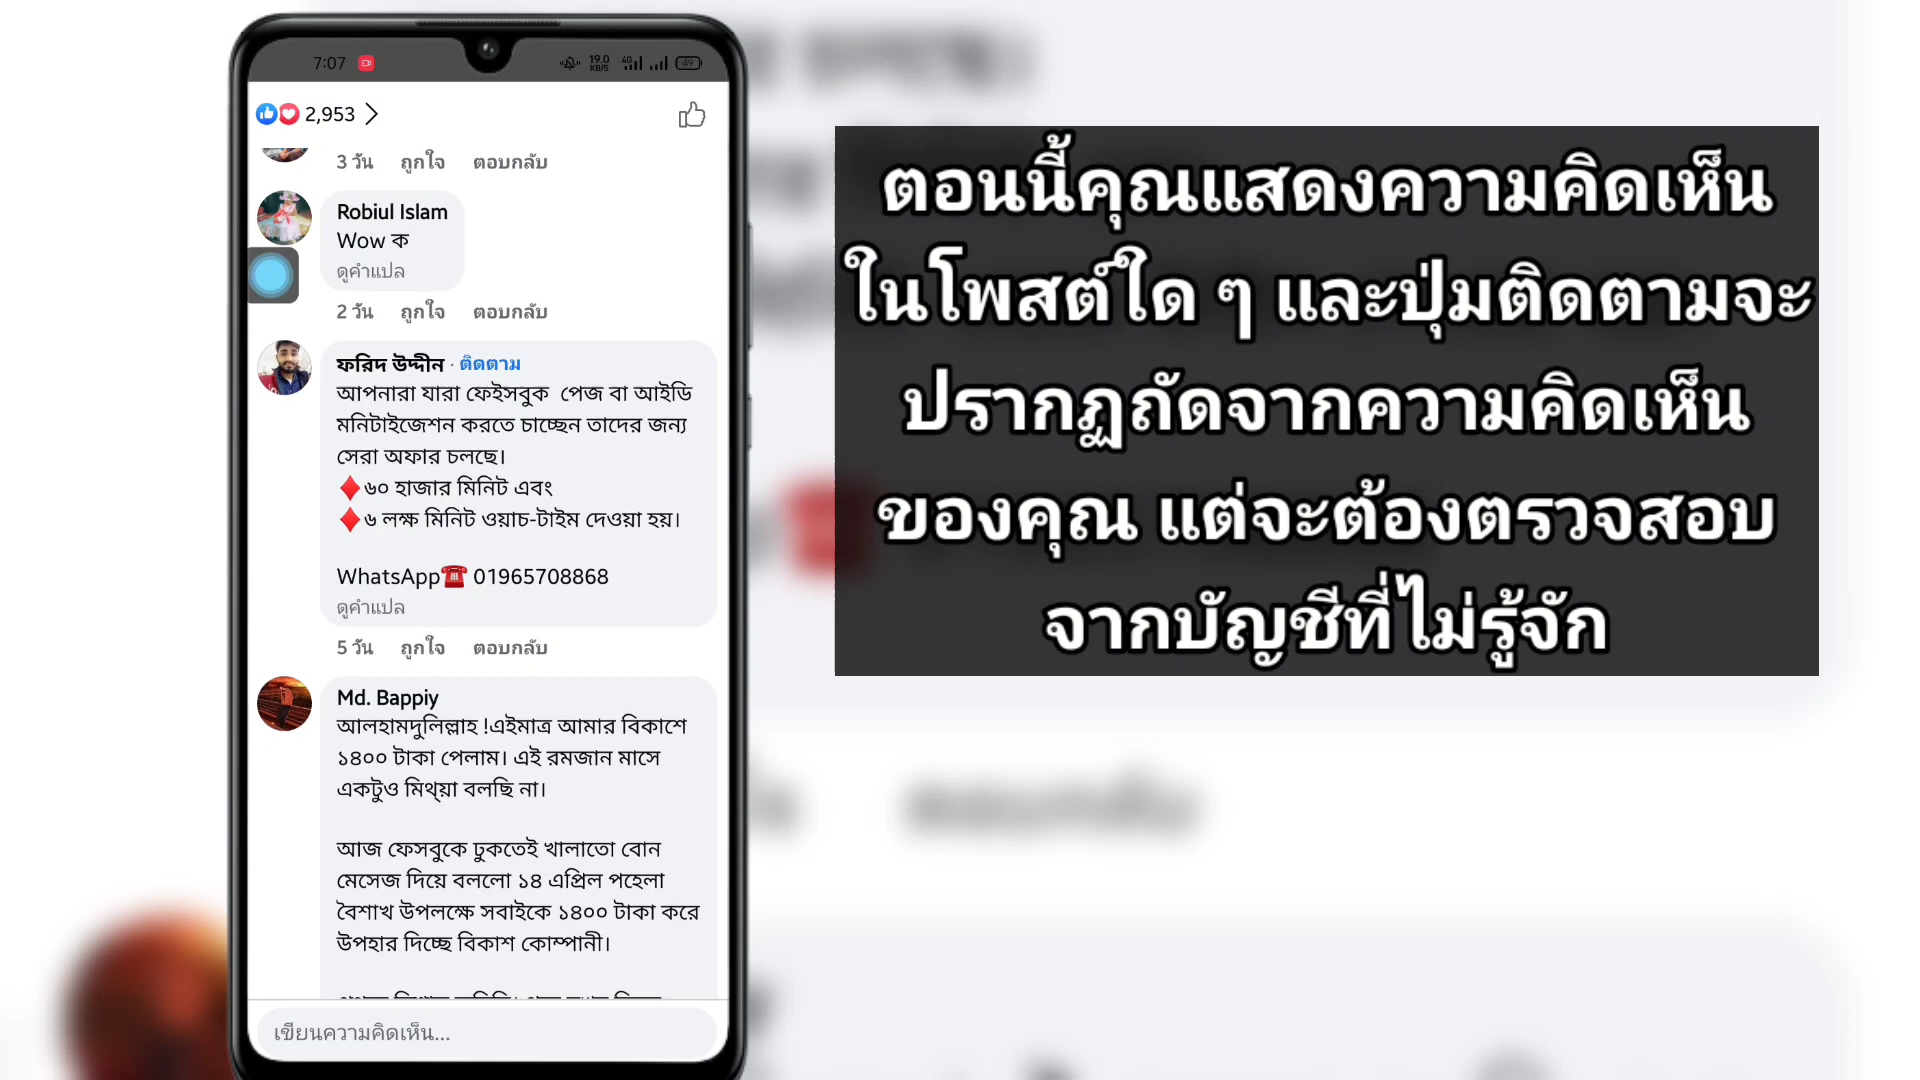 7:07
19.0 KB/S 4G 49
2,953
3 วัน ถูกใจ ตอบกลับ
Robiul Islam
Wow ক
ดูคำแปล
2 วัน ถูกใจ ตอบกลับ
ফরিদ উদ্দীন · ติดตาม
আপনারা যারা ফেইসবুক পেজ বা আইডি
মনিটাইজেশন করতে চাচ্ছেন তাদের জন্য
সেরা অফার চলছে।
♦️৬০ হাজার মিনিট এবং
♦️৬ লক্ষ মিনিট ওয়াচ-টাইম দেওয়া হয়।
WhatsApp☎️ 01965708868
ดูคำแปล
5 วัน ถูกใจ ตอบกลับ
Md. Bappiy
আলহামদুলিল্লাহ !এইমাত্র আমার বিকাশে
১৪০০ টাকা পেলাম। এই রমজান মাসে
একটুও মিথ্য়া বলছি না।
আজ ফেসবুকে ঢুকতেই খালাতো বোন
মেসেজ দিয়ে বললো ১৪ এপ্রিল পহেলা
বৈশাখ উপলক্ষে সবাইকে ১৪০০ টাকা করে
উপহার দিচ্ছে বিকাশ কোম্পানী।
เขียนความคิดเห็น...
ตอนนี้คุณแสดงความคิดเห็น
ในโพสต์ใด ๆ และปุ่มติดตามจะ
ปรากฏถัดจากความคิดเห็น
ของคุณ แต่จะต้องตรวจสอบ
จากบัญชีที่ไม่รู้จัก